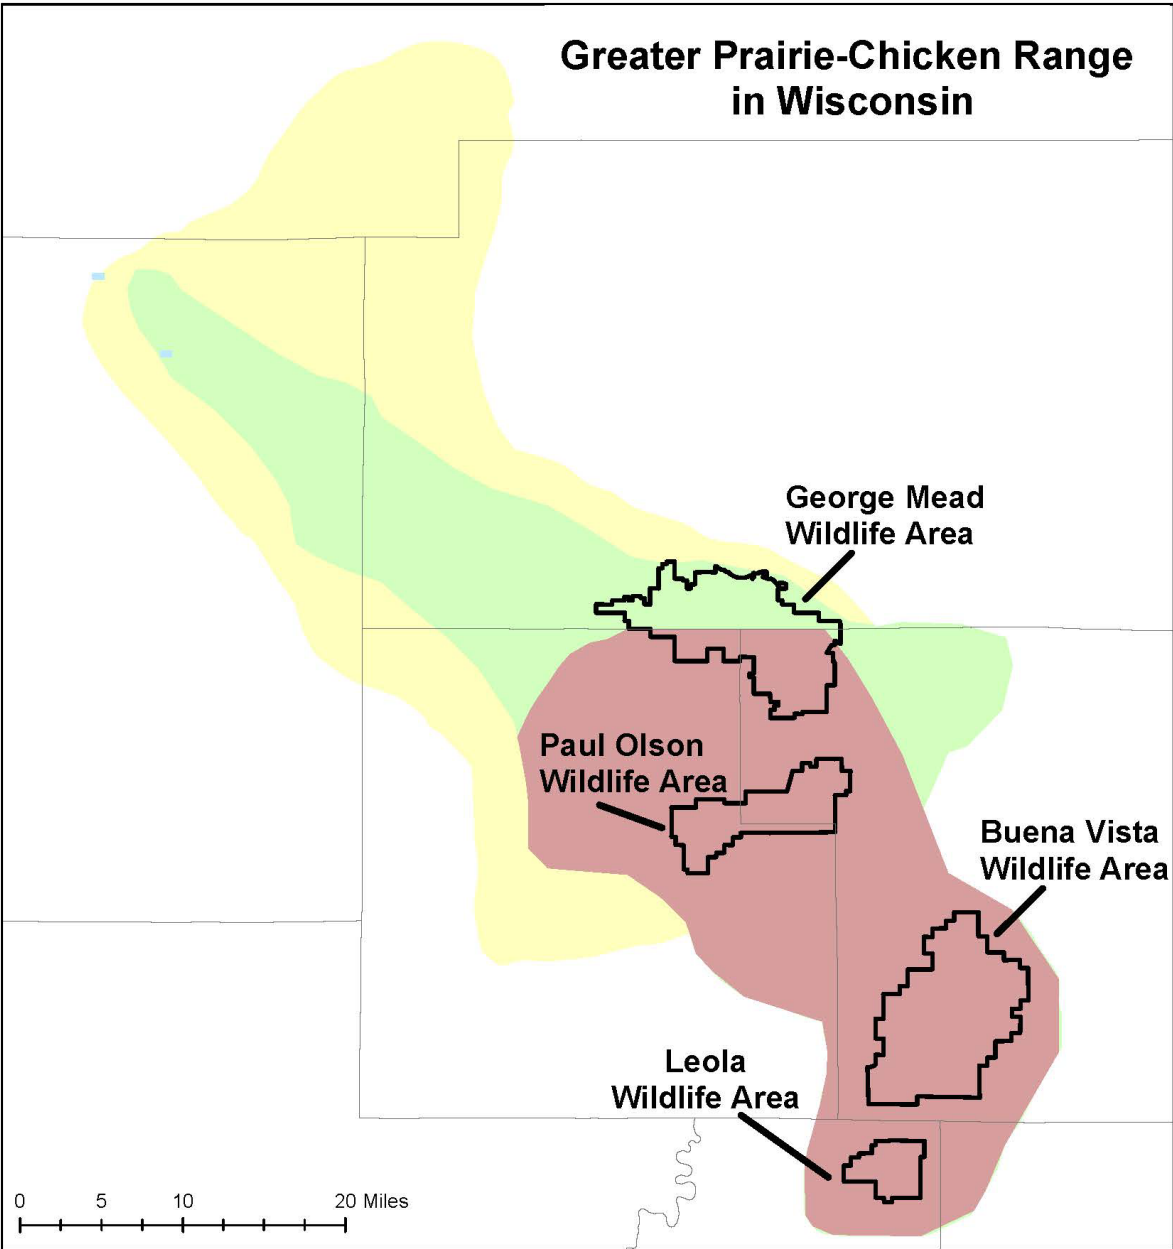 Greater Prairie-Chicken Range
in Wisconsin
George Mead
Wildlife Area
Paul Olson
Wildlife Area
Buena Vista
Wildlife Area
Leola
Wildlife Area
0 5 10 20 Miles